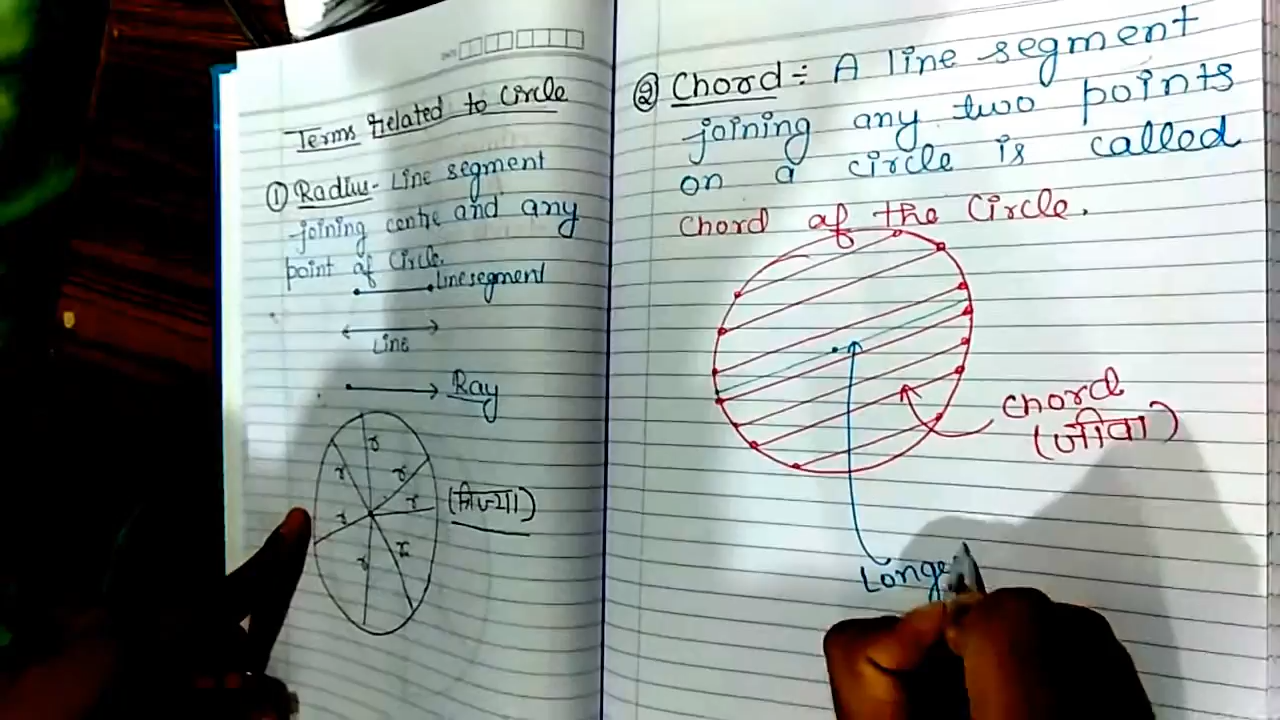 Terms Related to Circle
① Radius- Line segment
joining centre and any
point of Circle.
Line segment
Line
Ray
r
r
r
r
r
r
r
(त्रिज्या)
② Chord : A line segment
joining any two points
on a circle is called
Chord of the Circle.
Chord
(जीवा)
Longe